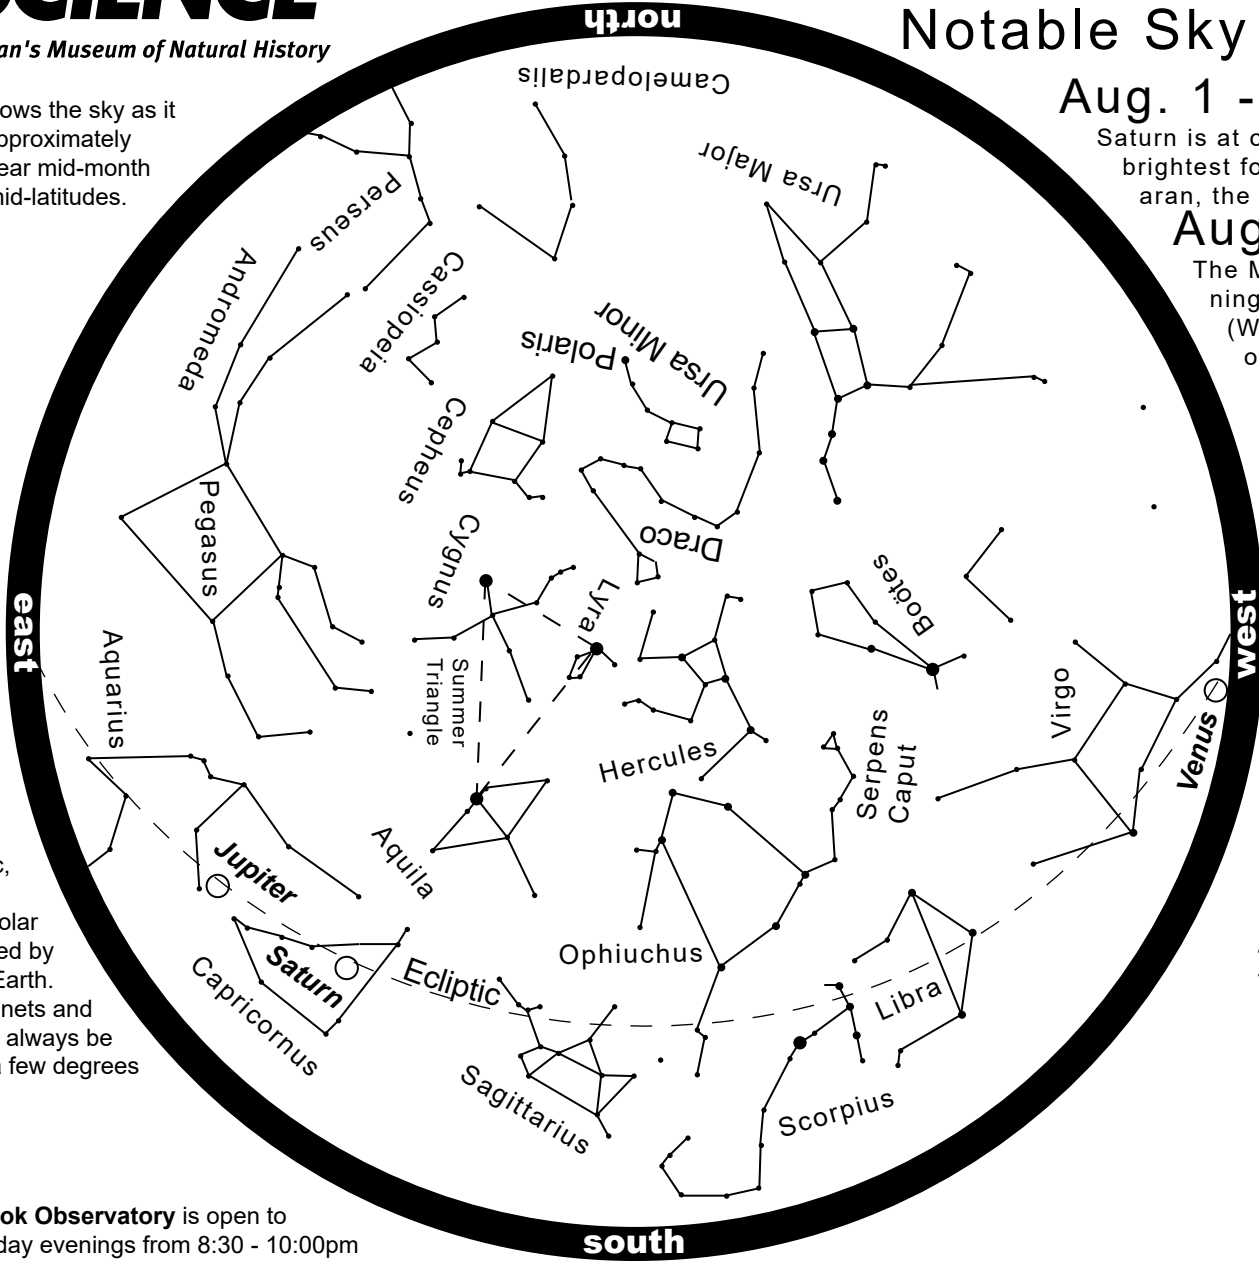 SCIENCE
an's Museum of Natural History
ows the sky as it
pproximately
ear mid-month
mid-latitudes.
Notable Sky
Aug. 1 -
Saturn is at o
brightest fo
aran, the
Aug
The M
ning
(W
o
north
Camelopardalis
Ursa Major
Perseus
Andromeda
Cassiopeia
Ursa Minor
Polaris
Cepheus
Pegasus
Draco
Cygnus
Boötes
Lyra
east
west
Aquarius
Summer
Triangle
Virgo
Venus
Hercules
Serpens
Caput
Aquila
Jupiter
Ophiuchus
Saturn
Ecliptic
Capricornus
Libra
Sagittarius
Scorpius
c,
olar
ed by
Earth.
nets and
always be
a few degrees
south
ok Observatory is open to
day evenings from 8:30 - 10:00pm